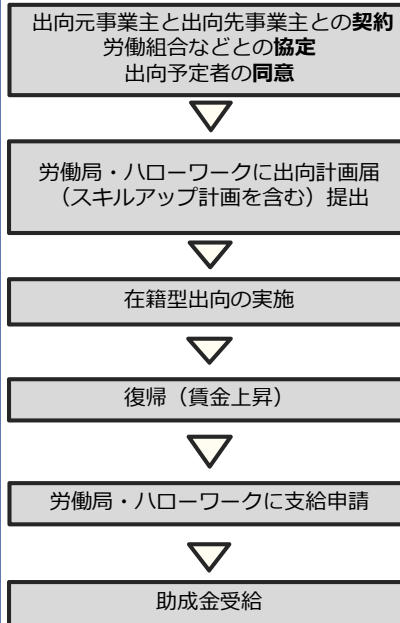 出向元事業主と出向先事業主との契約
労働組合などとの協定
出向予定者の同意
労働局・ハローワークに出向計画届
（スキルアップ計画を含む）提出
在籍型出向の実施
復帰（賃金上昇）
労働局・ハローワークに支給申請
助成金受給